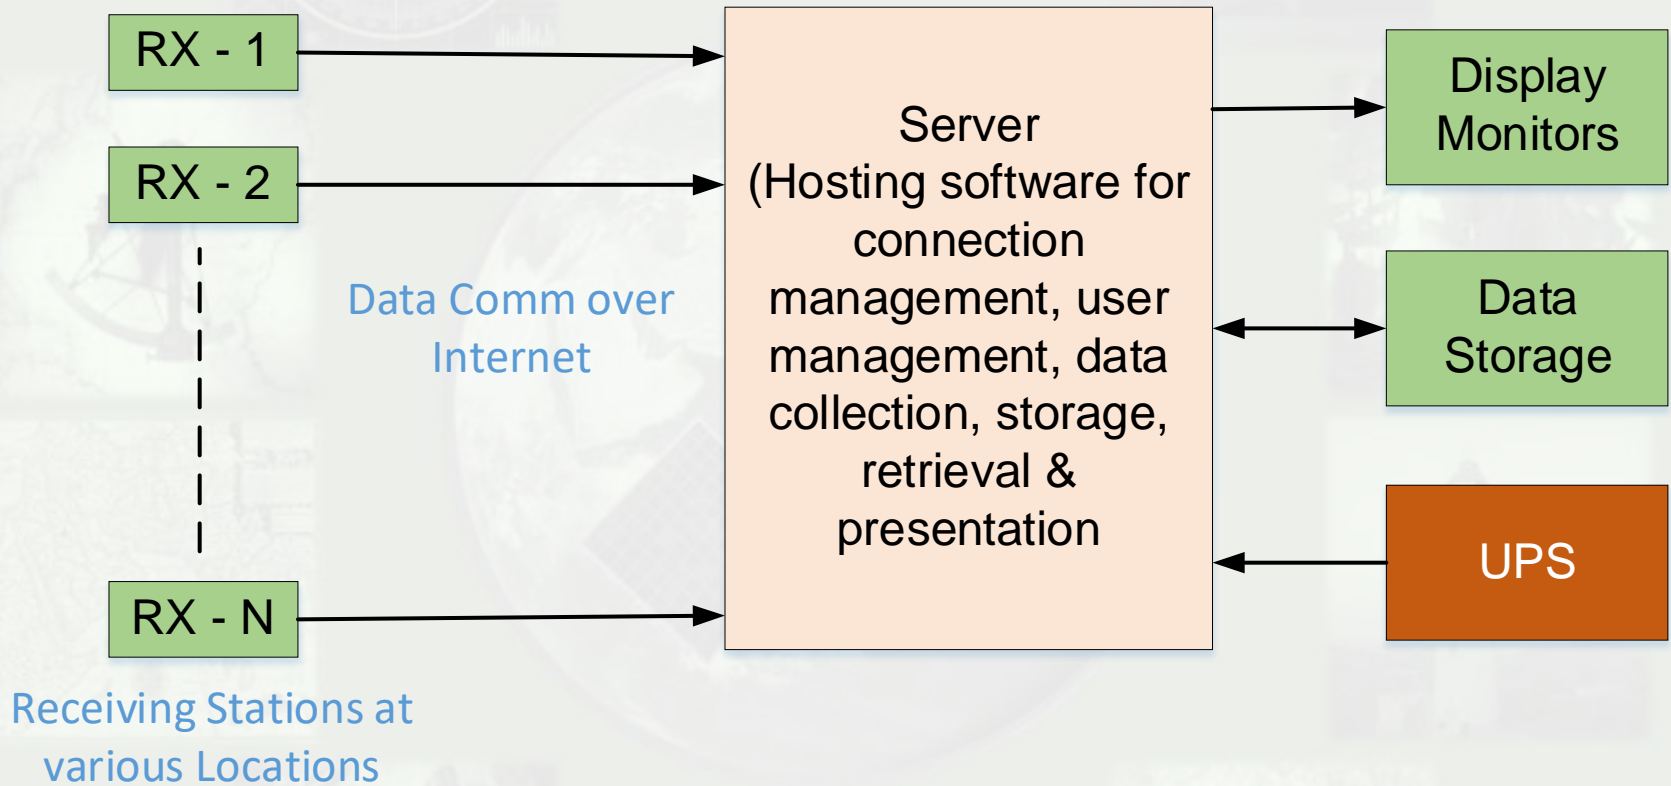 RX - 1
RX - 2
RX - N
Receiving Stations at
various Locations
Data Comm over
Internet
Server
(Hosting software for
connection
management, user
management, data
collection, storage,
retrieval &
presentation
Display
Monitors
Data
Storage
UPS